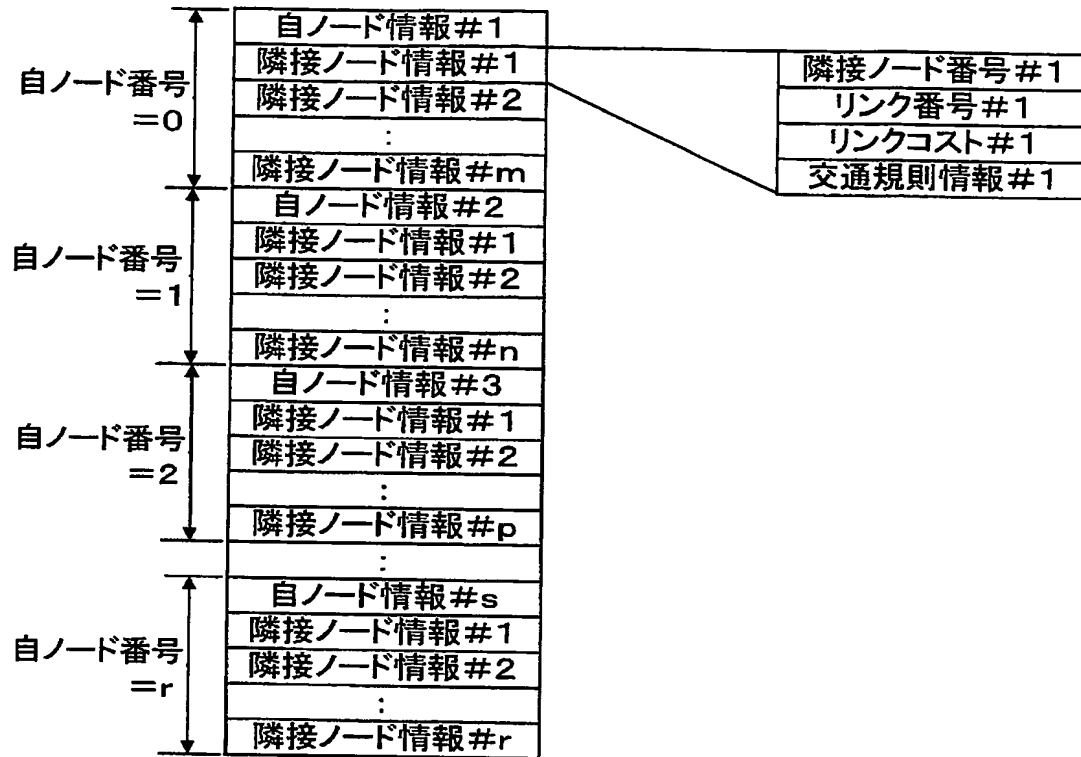 自ノード番号
=0
自ノード情報#1
隣接ノード情報#1
隣接ノード情報#2
:
隣接ノード情報#m
自ノード番号
=1
自ノード情報#2
隣接ノード情報#1
隣接ノード情報#2
:
隣接ノード情報#n
自ノード番号
=2
自ノード情報#3
隣接ノード情報#1
隣接ノード情報#2
:
隣接ノード情報#p
:
自ノード番号
=r
自ノード情報#s
隣接ノード情報#1
隣接ノード情報#2
:
隣接ノード情報#r
隣接ノード番号#1
リンク番号#1
リンクコスト#1
交通規則情報#1